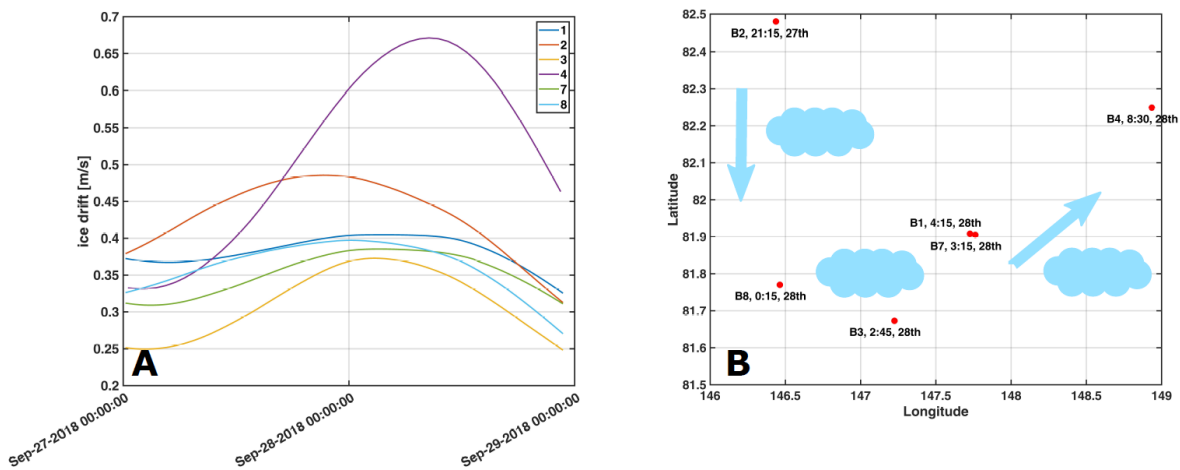 0.7
0.65
0.6
0.55
0.5
0.45
0.4
0.35
0.3
0.25
0.2
ice drift [m/s]
1
2
3
4
7
8
A
Sep-27-2018 00:00:00
Sep-28-2018 00:00:00
Sep-29-2018 00:00:00
82.5
82.4
82.3
82.2
82.1
82
81.9
81.8
81.7
81.6
81.5
Latitude
B2, 21:15, 27th
B4, 8:30, 28th
B1, 4:15, 28th
B7, 3:15, 28th
B8, 0:15, 28th
B3, 2:45, 28th
B
146
146.5
147
147.5
148
148.5
149
Longitude